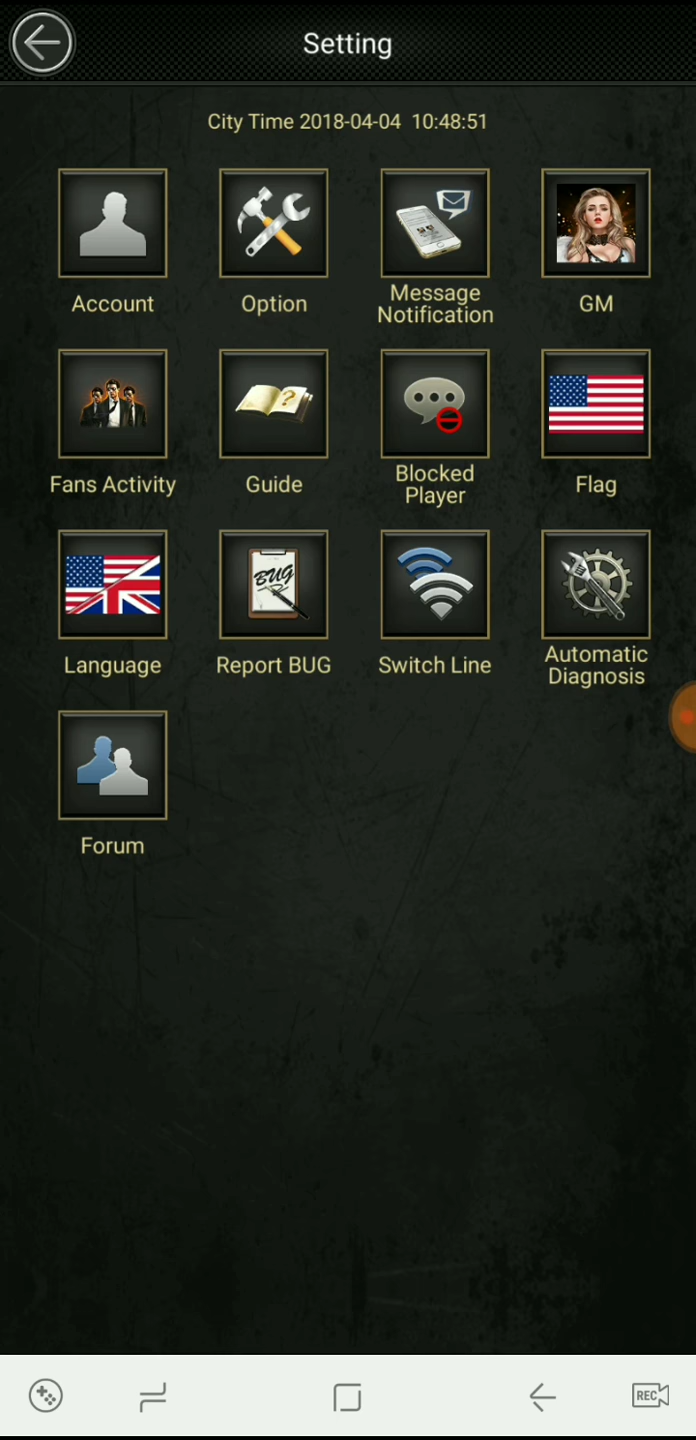 Setting
City Time 2018-04-04 10:48:51
Account
Option
Message
Notification
GM
Fans Activity
Guide
Blocked
Player
Flag
BUG
Language
Report BUG
Switch Line
Automatic
Diagnosis
Forum
REC